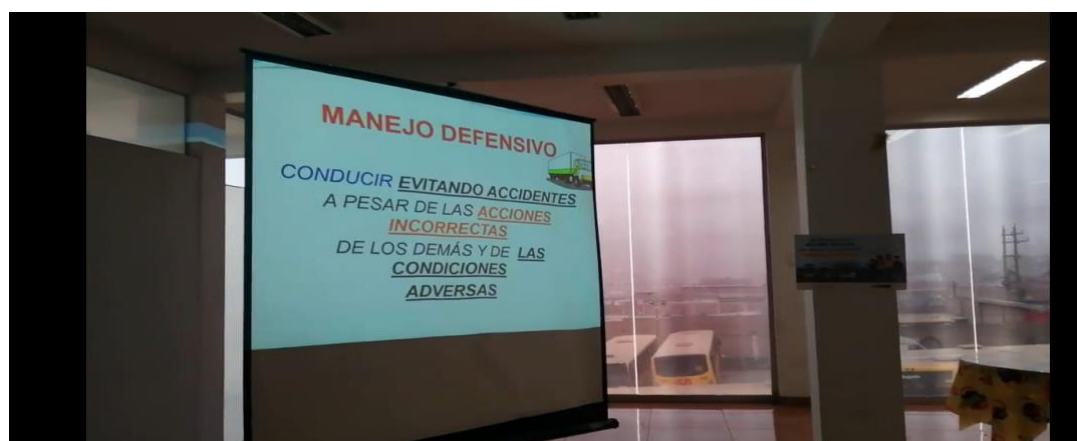 MANEJO DEFENSIVO
CONDUCIR EVITANDO ACCIDENTES
A PESAR DE LAS ACCIONES
INCORRECTAS
DE LOS DEMÁS Y DE LAS
CONDICIONES
ADVERSAS